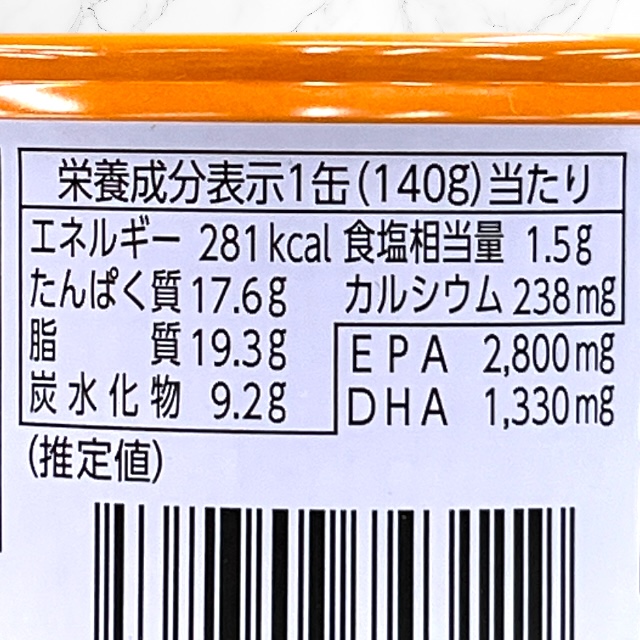 栄養成分表示1缶(140g)当たり
エネルギー 281kcal 食塩相当量 1.5g
たんぱく質 17.6g カルシウム 238mg
脂質 19.3g EPA 2,800mg
炭水化物 9.2g DHA 1,330mg
(推定値)